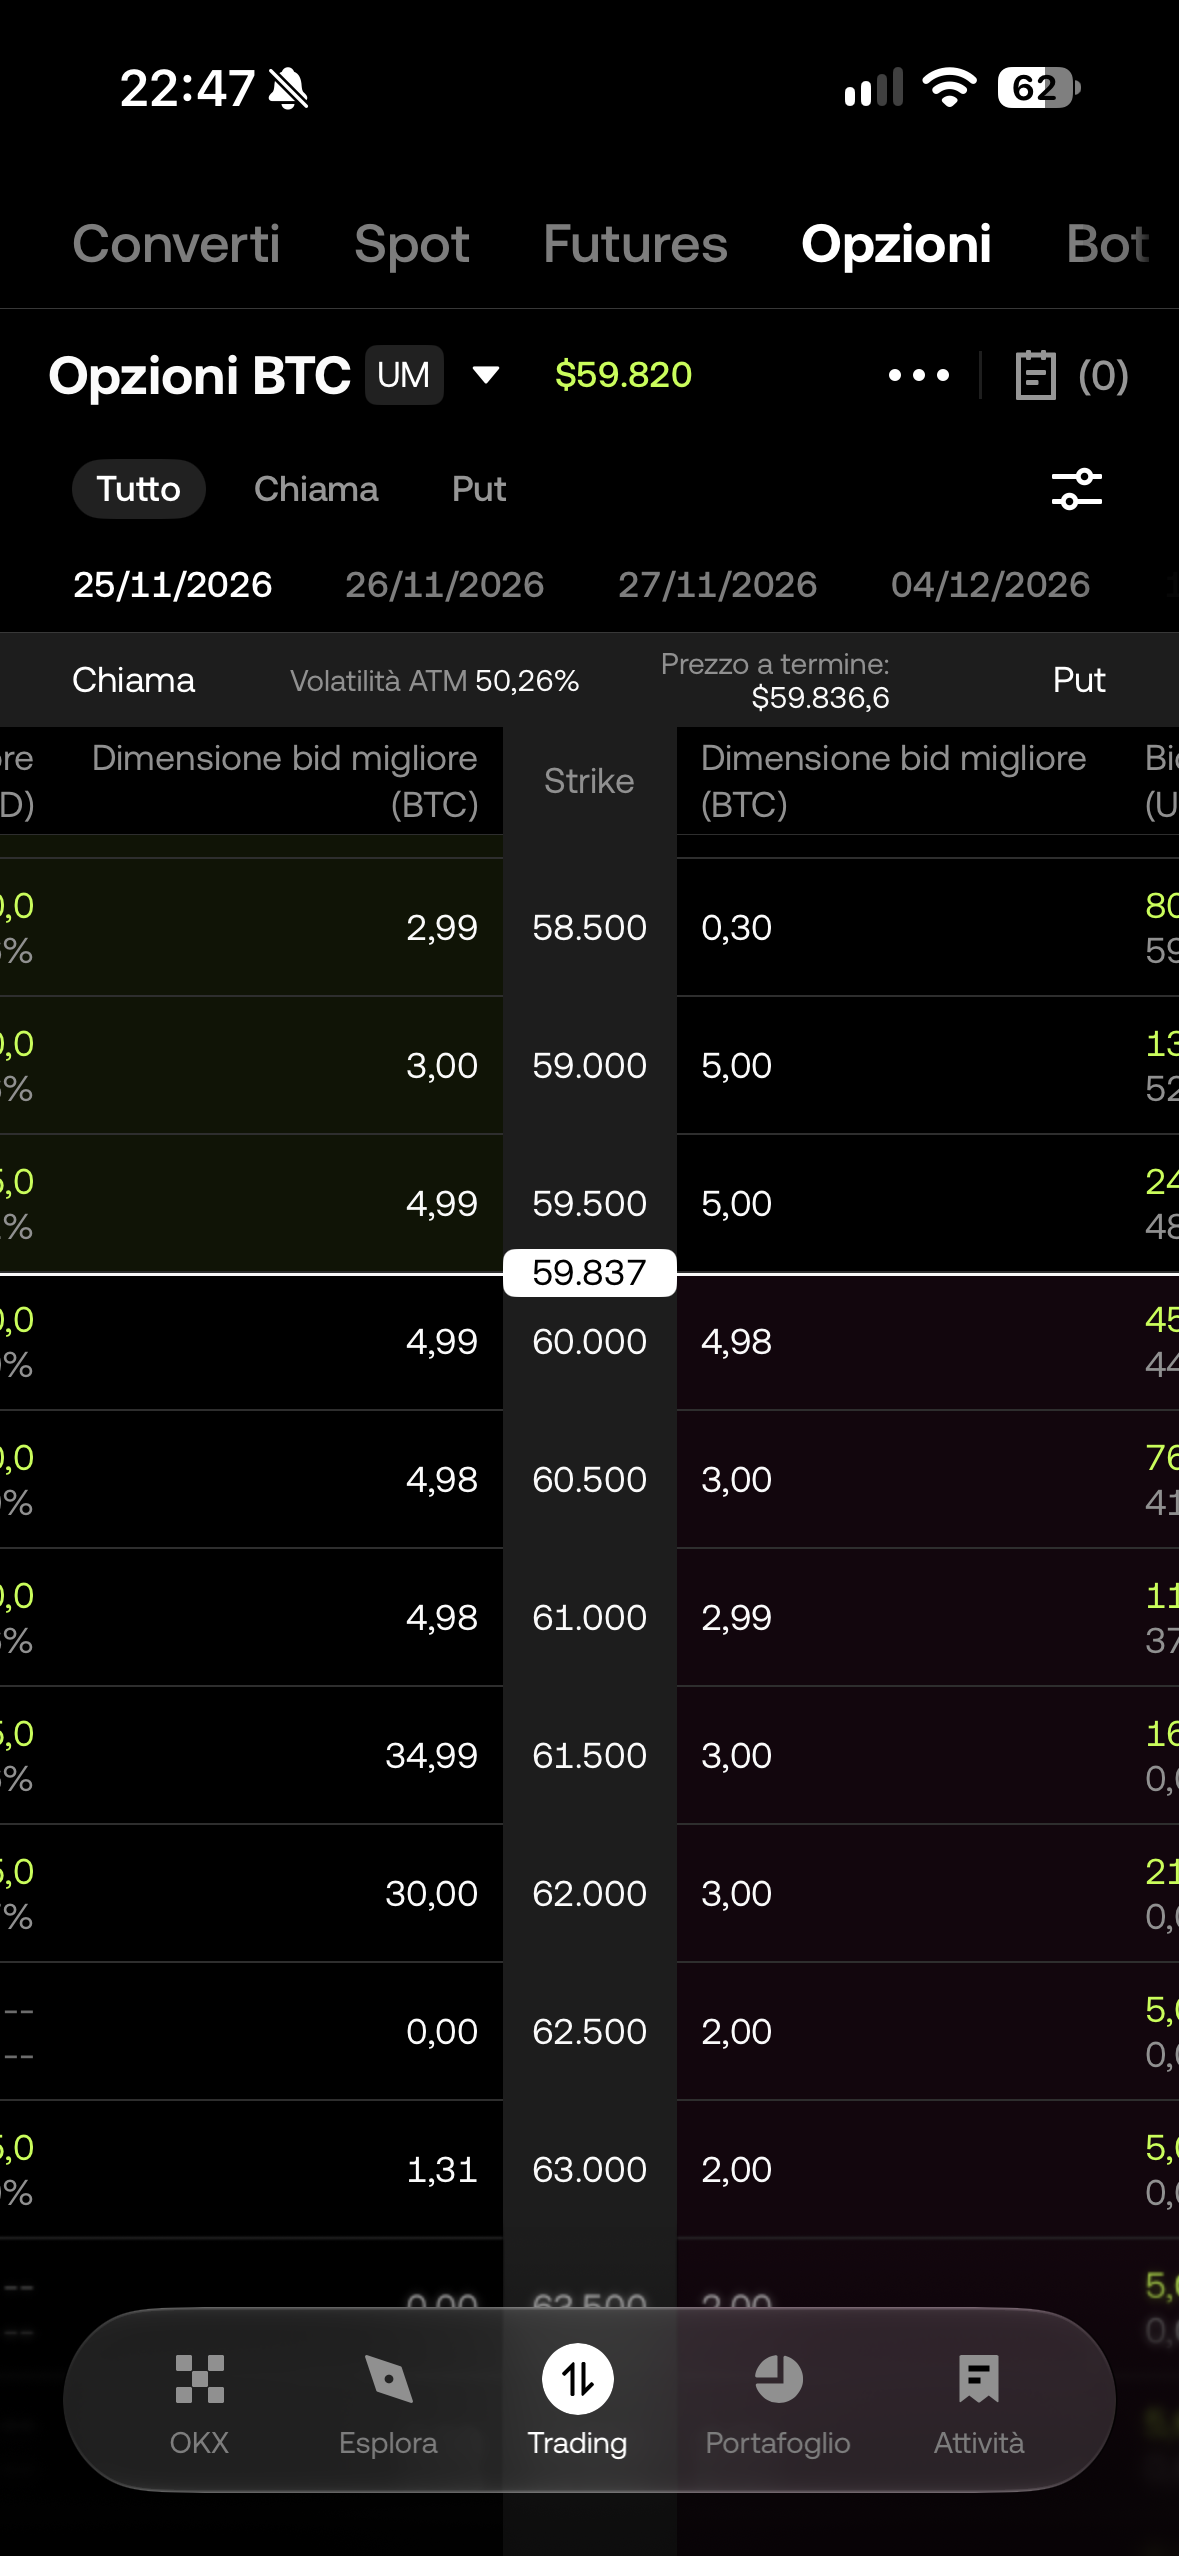 22:47
62
Converti Spot Futures Opzioni Bot
Opzioni BTC UM $59.820 (0)
Tutto Chiama Put
25/11/2026 26/11/2026 27/11/2026 04/12/2026
Chiama Volatilità ATM 50,26% Prezzo a termine: $59.836,6 Put
Dimensione bid migliore (BTC) Strike Dimensione bid migliore (BTC)
2,99 58.500 0,30
3,00 59.000 5,00
4,99 59.500 5,00
59.837
4,99 60.000 4,98
4,98 60.500 3,00
4,98 61.000 2,99
34,99 61.500 3,00
30,00 62.000 3,00
-- 
-- 
0,00 62.500 2,00
1,31 63.000 2,00
--
--
0,00 63.500 2,00
OKX Esplora Trading Portafoglio Attività